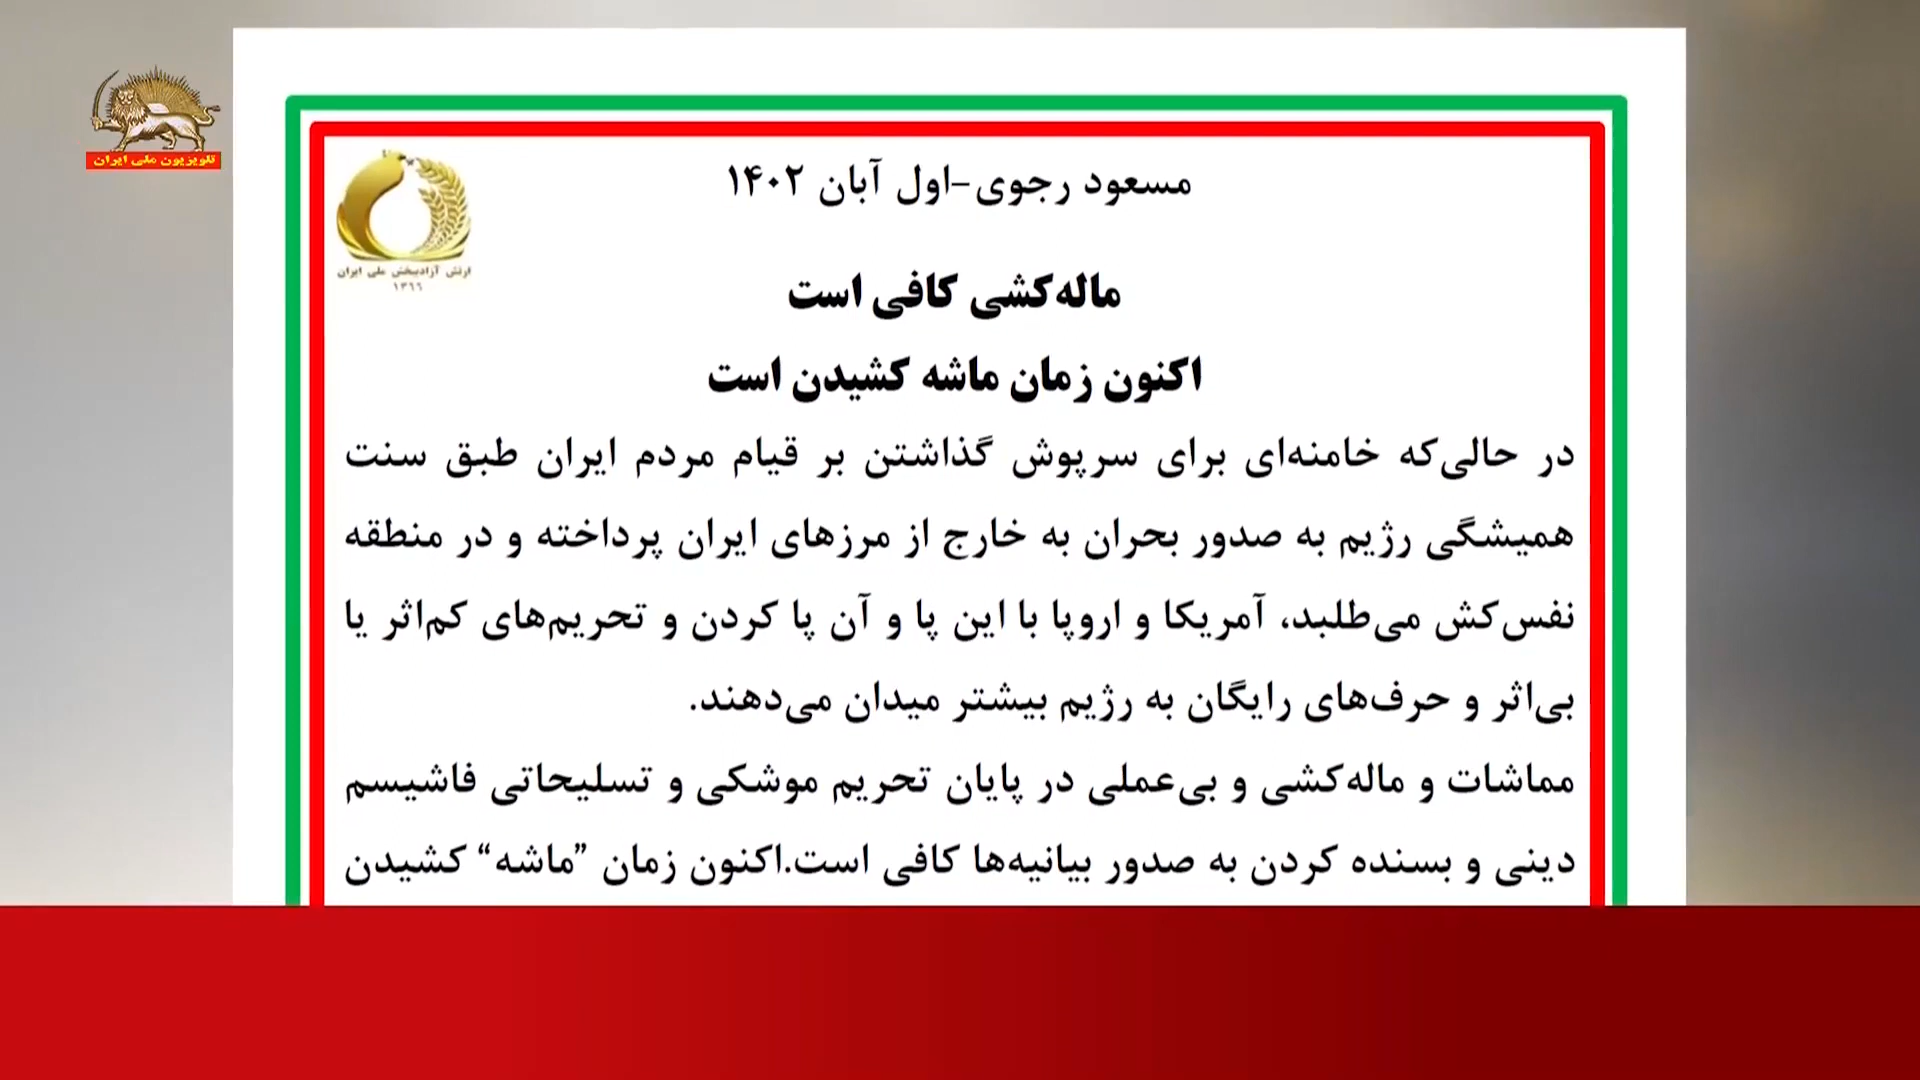 تلویزیون ملی ایران
ارتش آزادیبخش ملی ایران
۱۳۶۶
مسعود رجوی-اول آبان ۱۴۰۲
ماله‌کشی کافی است
اکنون زمان ماشه کشیدن است
در حالی‌که خامنه‌ای برای سرپوش گذاشتن بر قیام مردم ایران طبق سنت
همیشگی رژیم به صدور بحران به خارج از مرزهای ایران پرداخته و در منطقه
نفس‌کش می‌طلبد، آمریکا و اروپا با این پا و آن پا کردن و تحریم‌های کم‌اثر یا
بی‌اثر و حرف‌های رایگان به رژیم بیشتر میدان می‌دهند.
مماشات و ماله‌کشی و بی‌عملی در پایان تحریم موشکی و تسلیحاتی فاشیسم
دینی و بسنده کردن به صدور بیانیه‌ها کافی است.اکنون زمان ”ماشه“ کشیدن